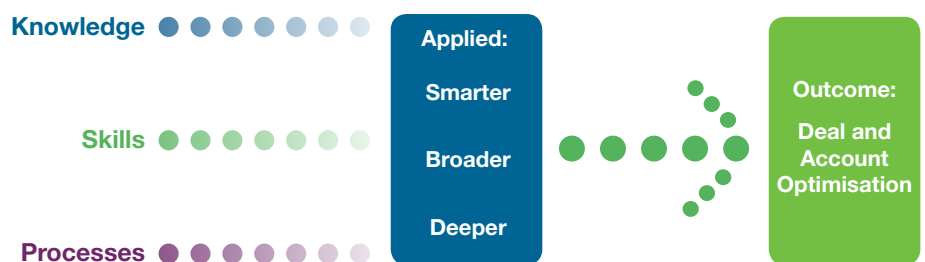 Knowledge
Skills
Processes
Applied:
Smarter
Broader
Deeper
Outcome:
Deal and
Account
Optimisation